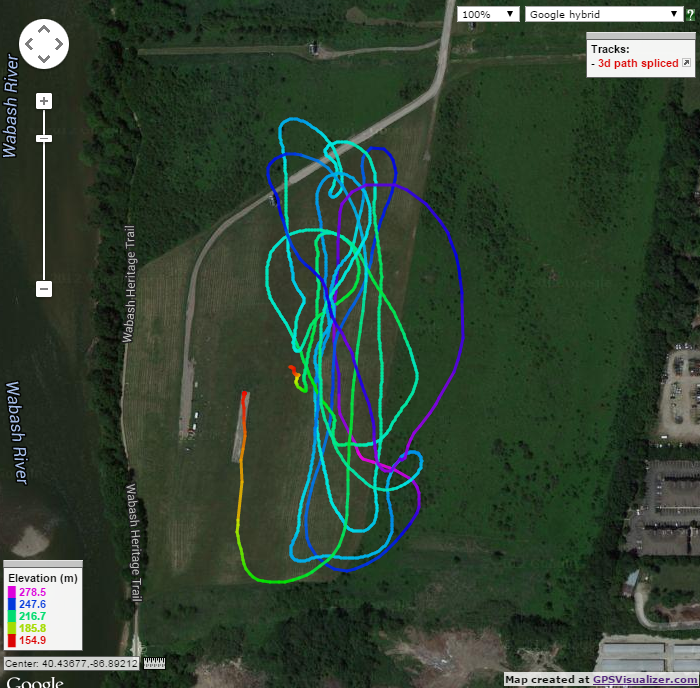 100%
Google hybrid
?
Tracks:
- 3d path spliced
Wabash River
+
−
Wabash Heritage Trail
Wabash River
Wabash Heritage Trail
Elevation (m)
278.5
247.6
216.7
185.8
154.9
Center: 40.43677,-86.89212
Google
Map created at GPSVisualizer.com